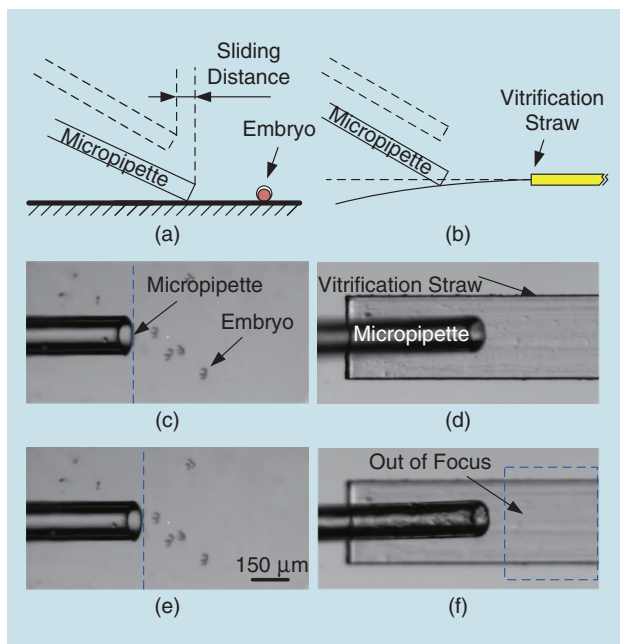 Sliding
Distance
Micropipette
Embryo
(a)
Vitrification
Straw
Micropipette
(b)
Micropipette
Embryo
(c)
Vitrification Straw
Micropipette
(d)
150 μm
(e)
Out of Focus
(f)